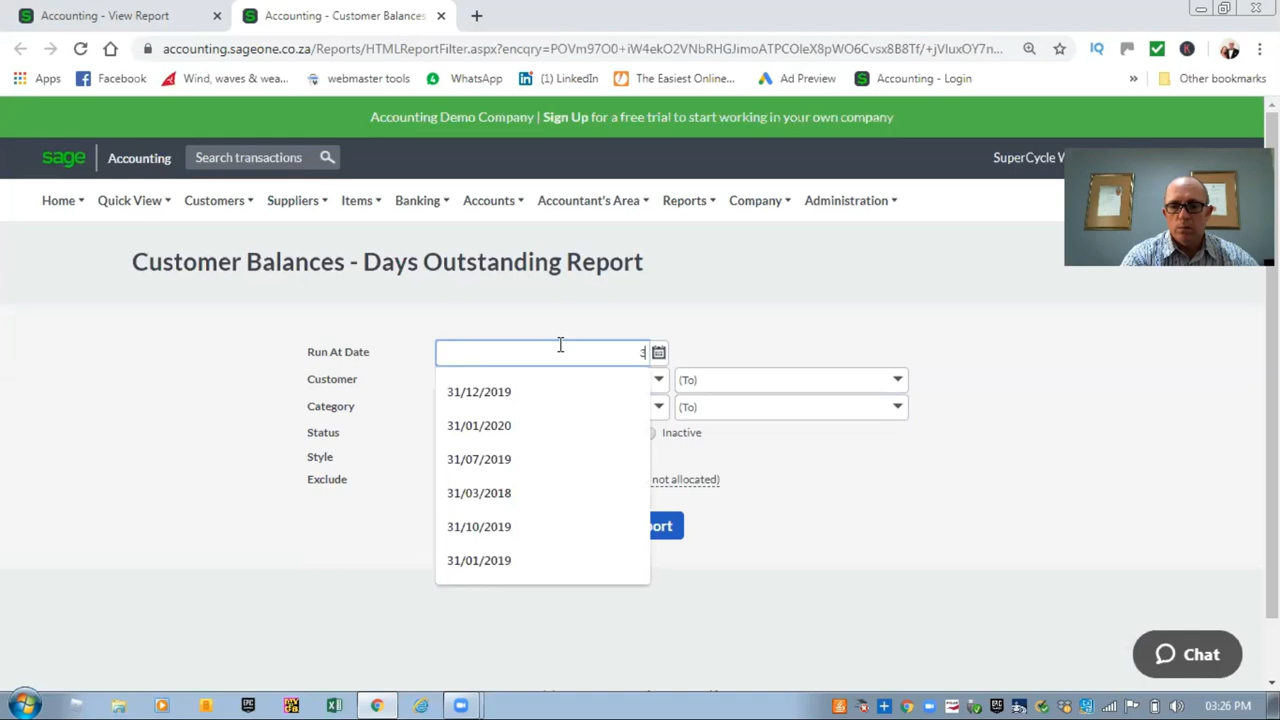 Accounting - View Report
Accounting - Customer Balances
accounting.sageone.co.za/Reports/HTMLReportFilter.aspx?encqry=POVm97O0+iW4ekO2VNbRHGJimoATPCOleX8pWO6Cvsx8B8Tf/+jVIuxOY7n...
Apps
Facebook
Wind, waves & wea...
webmaster tools
WhatsApp
(1) LinkedIn
The Easiest Online...
Ad Preview
Accounting - Login
»
Other bookmarks
Accounting Demo Company | Sign Up for a free trial to start working in your own company
sage
Accounting
Search transactions
SuperCycle W
Home
Quick View
Customers
Suppliers
Items
Banking
Accounts
Accountant's Area
Reports
Company
Administration
Customer Balances - Days Outstanding Report
Run At Date
3
Customer
(To)
Category
(To)
Status
Inactive
Style
Exclude
not allocated)
ort
31/12/2019
31/01/2020
31/07/2019
31/03/2018
31/10/2019
31/01/2019
Chat
03:26 PM